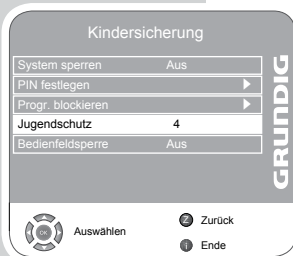 Kindersicherung
System sperren Aus
PIN festlegen
Progr. blockieren
Jugendschutz 4
Bedienfeldsperre Aus
GRUNDIG
OK Auswählen
Z Zurück
i Ende